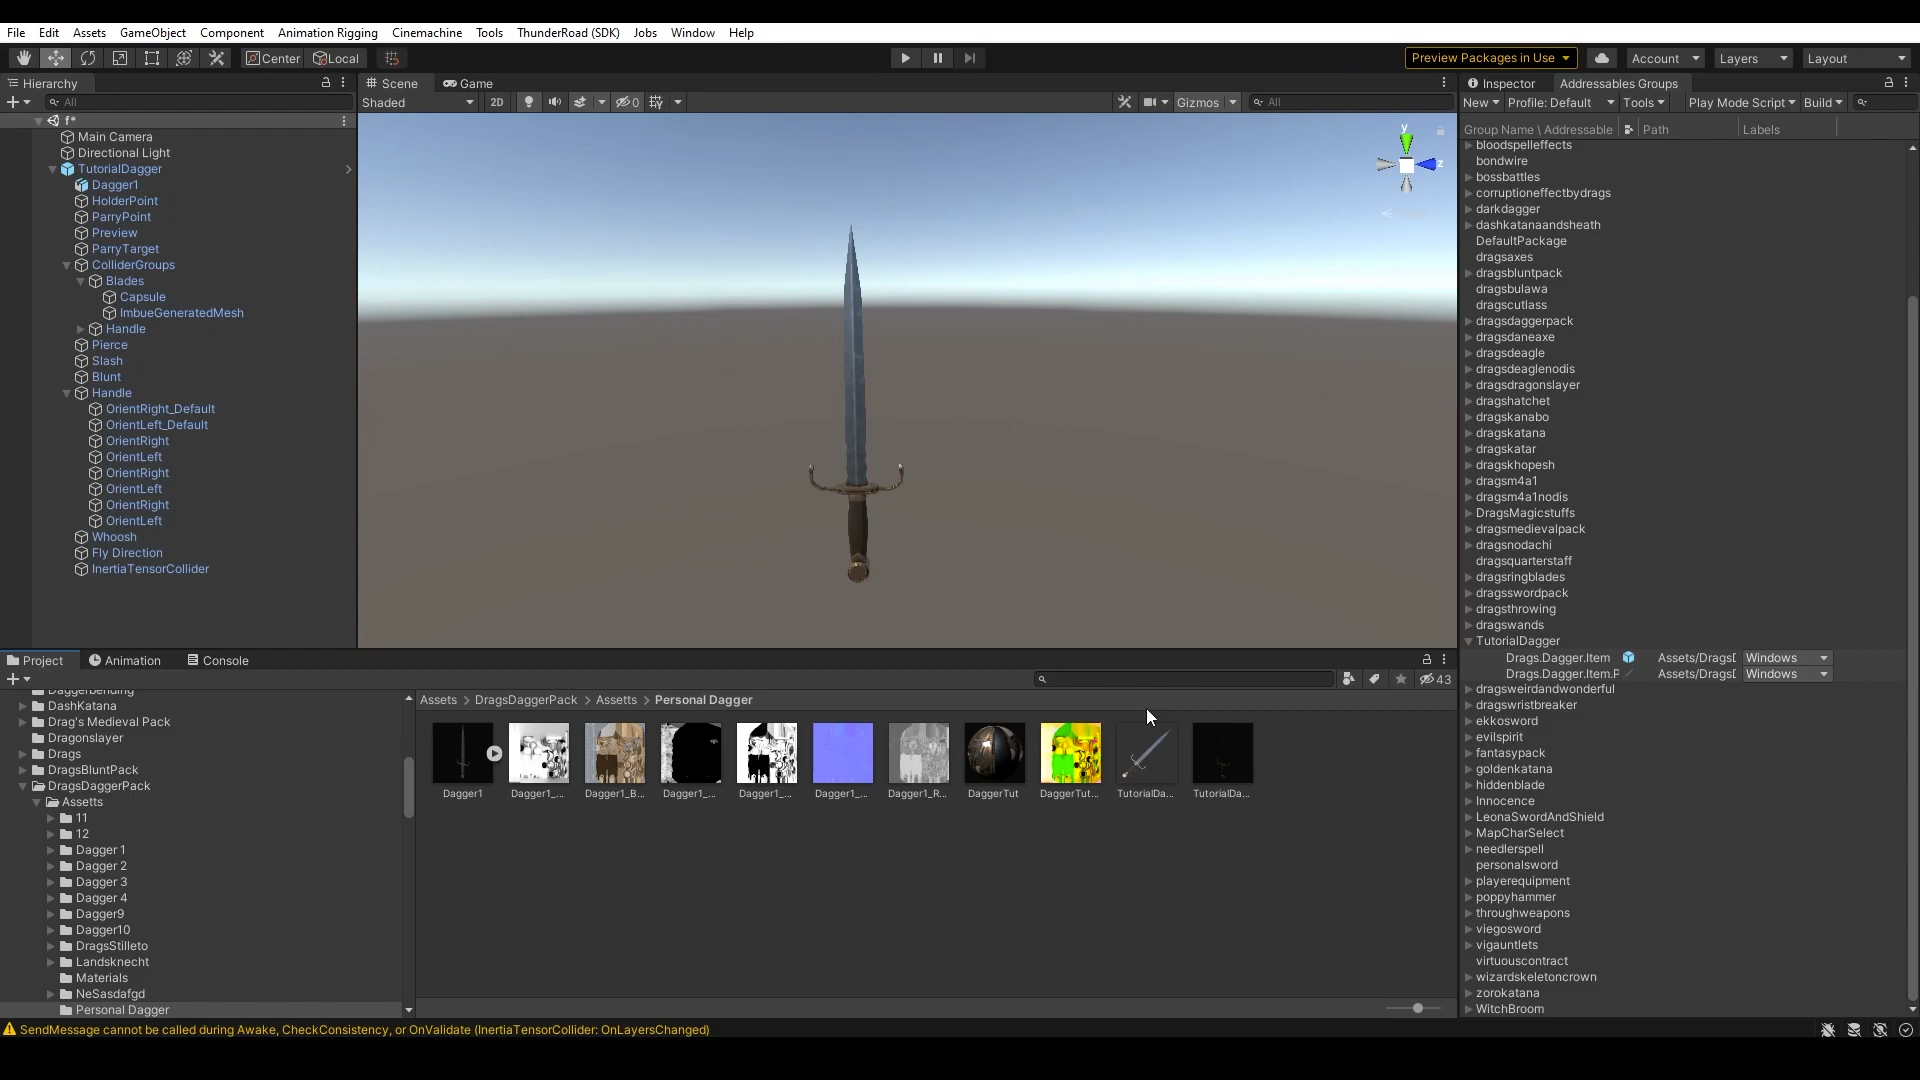 File Edit Assets GameObject Component Animation Rigging Cinemachine Tools ThunderRoad (SDK) Jobs Window Help
Center Local Preview Packages in Use Account Layers Layout
Hierarchy
All
f*
Main Camera
Directional Light
TutorialDagger
Dagger1
HolderPoint
ParryPoint
Preview
ParryTarget
ColliderGroups
Blades
Capsule
ImbueGeneratedMesh
Handle
Pierce
Slash
Blunt
Handle
OrientRight_Default
OrientLeft_Default
OrientRight
OrientLeft
OrientRight
OrientLeft
OrientRight
OrientLeft
Whoosh
Fly Direction
InertiaTensorCollider
Scene Game
Shaded 2D 0 Gizmos All
y
z
Inspector Addressables Groups
New Profile: Default Tools Play Mode Script Build
Group Name \ Addressable Path Labels
bloodspelleffects
bondwire
bossbattles
corruptioneffectbydrags
darkdagger
dashkatanaandsheath
DefaultPackage
dragsaxes
dragsbluntpack
dragsbulawa
dragscutlass
dragsdaggerpack
dragsdaneaxe
dragsdeagle
dragsdeaglenodis
dragsdragonslayer
dragshatchet
dragskanabo
dragskatana
dragskatar
dragskhopesh
dragsm4a1
dragsm4a1nodis
DragsMagicstuffs
dragsmedievalpack
dragsnodachi
dragsquarterstaff
dragsringblades
dragsswordpack
dragsthrowing
dragswands
TutorialDagger
Drags.Dagger.Item Assets/DragsD Windows
Drags.Dagger.Item.P Assets/DragsD Windows
dragsweirdandwonderful
dragswristbreaker
ekkosword
evilspirit
fantasypack
goldenkatana
hiddenblade
Innocence
LeonaSwordAndShield
MapCharSelect
needlerspell
personalsword
playerequipment
poppyhammer
throughweapons
viegosword
vigauntlets
virtuouscontract
wizardskeletoncrown
zorokatana
WitchBroom
Project Animation Console
43
Daggerbending
DashKatana
Drag's Medieval Pack
Dragonslayer
Drags
DragsBluntPack
DragsDaggerPack
Assetts
11
12
Dagger 1
Dagger 2
Dagger 3
Dagger 4
Dagger9
Dagger10
DragsStilleto
Landsknecht
Materials
NeSasdafgd
Personal Dagger
Assets > DragsDaggerPack > Assetts > Personal Dagger
Dagger1 Dagger1_... Dagger1_B... Dagger1_... Dagger1_... Dagger1_... Dagger1_R... DaggerTut DaggerTut... TutorialDa... TutorialDa...
SendMessage cannot be called during Awake, CheckConsistency, or OnValidate (InertiaTensorCollider: OnLayersChanged)